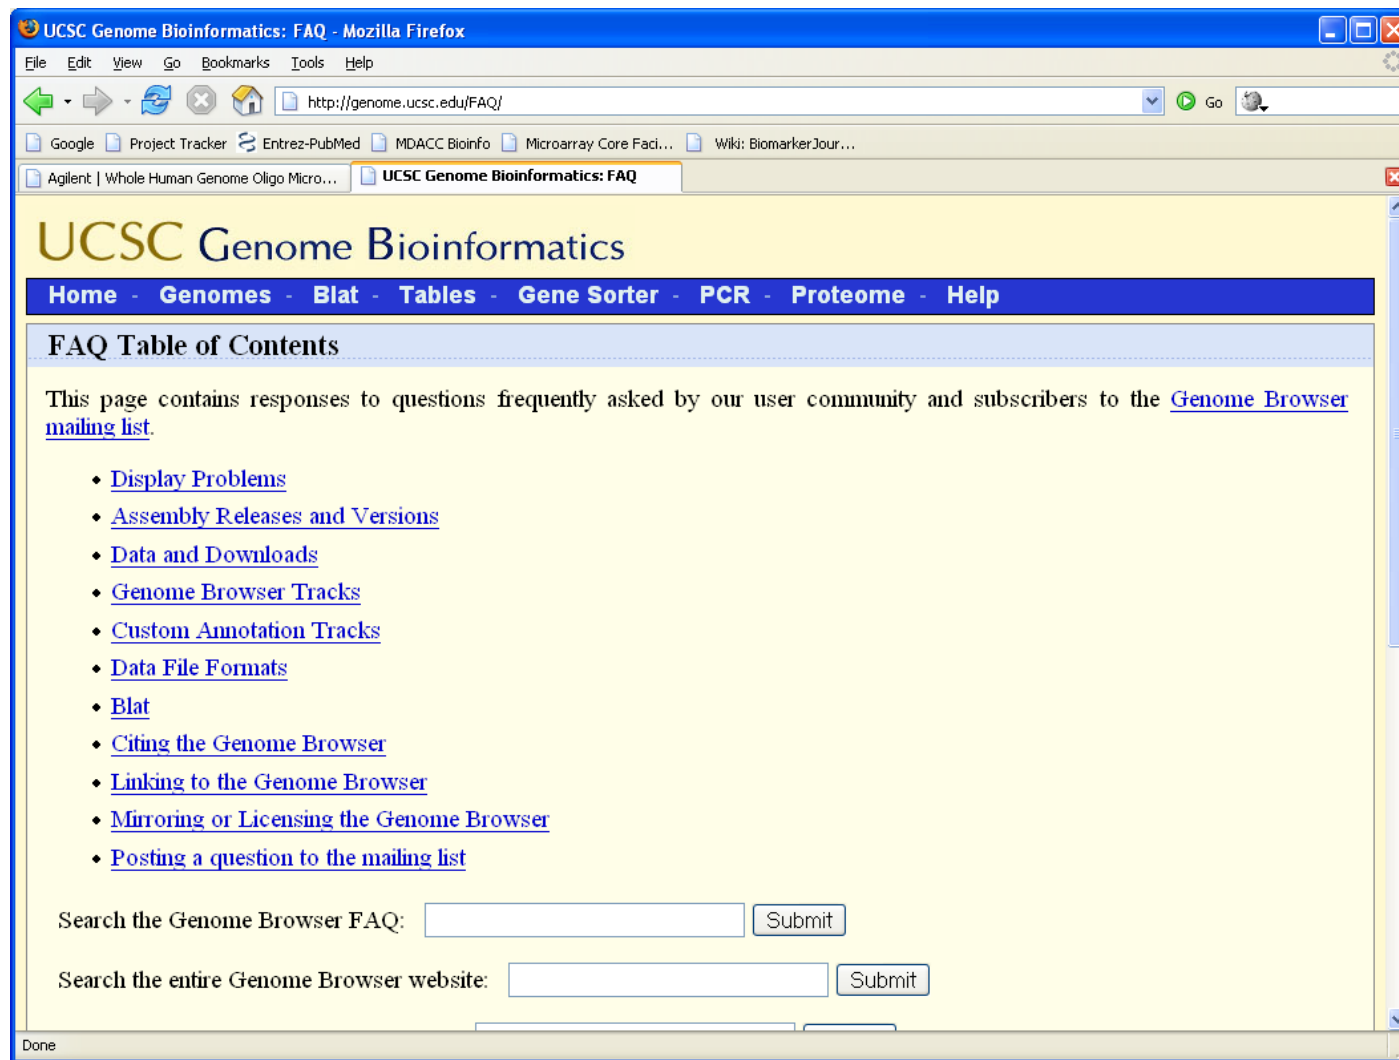 UCSC Genome Bioinformatics: FAQ - Mozilla Firefox
File Edit View Go Bookmarks Tools Help
http://genome.ucsc.edu/FAQ/ Go
Google Project Tracker Entrez-PubMed MDACC Bioinfo Microarray Core Faci... Wiki: BiomarkerJour...
Agilent | Whole Human Genome Oligo Micro... UCSC Genome Bioinformatics: FAQ
UCSC Genome Bioinformatics
Home - Genomes - Blat - Tables - Gene Sorter - PCR - Proteome - Help
FAQ Table of Contents
This page contains responses to questions frequently asked by our user community and subscribers to the Genome Browser
mailing list.
Display Problems
Assembly Releases and Versions
Data and Downloads
Genome Browser Tracks
Custom Annotation Tracks
Data File Formats
Blat
Citing the Genome Browser
Linking to the Genome Browser
Mirroring or Licensing the Genome Browser
Posting a question to the mailing list
Search the Genome Browser FAQ: Submit
Search the entire Genome Browser website: Submit
Done